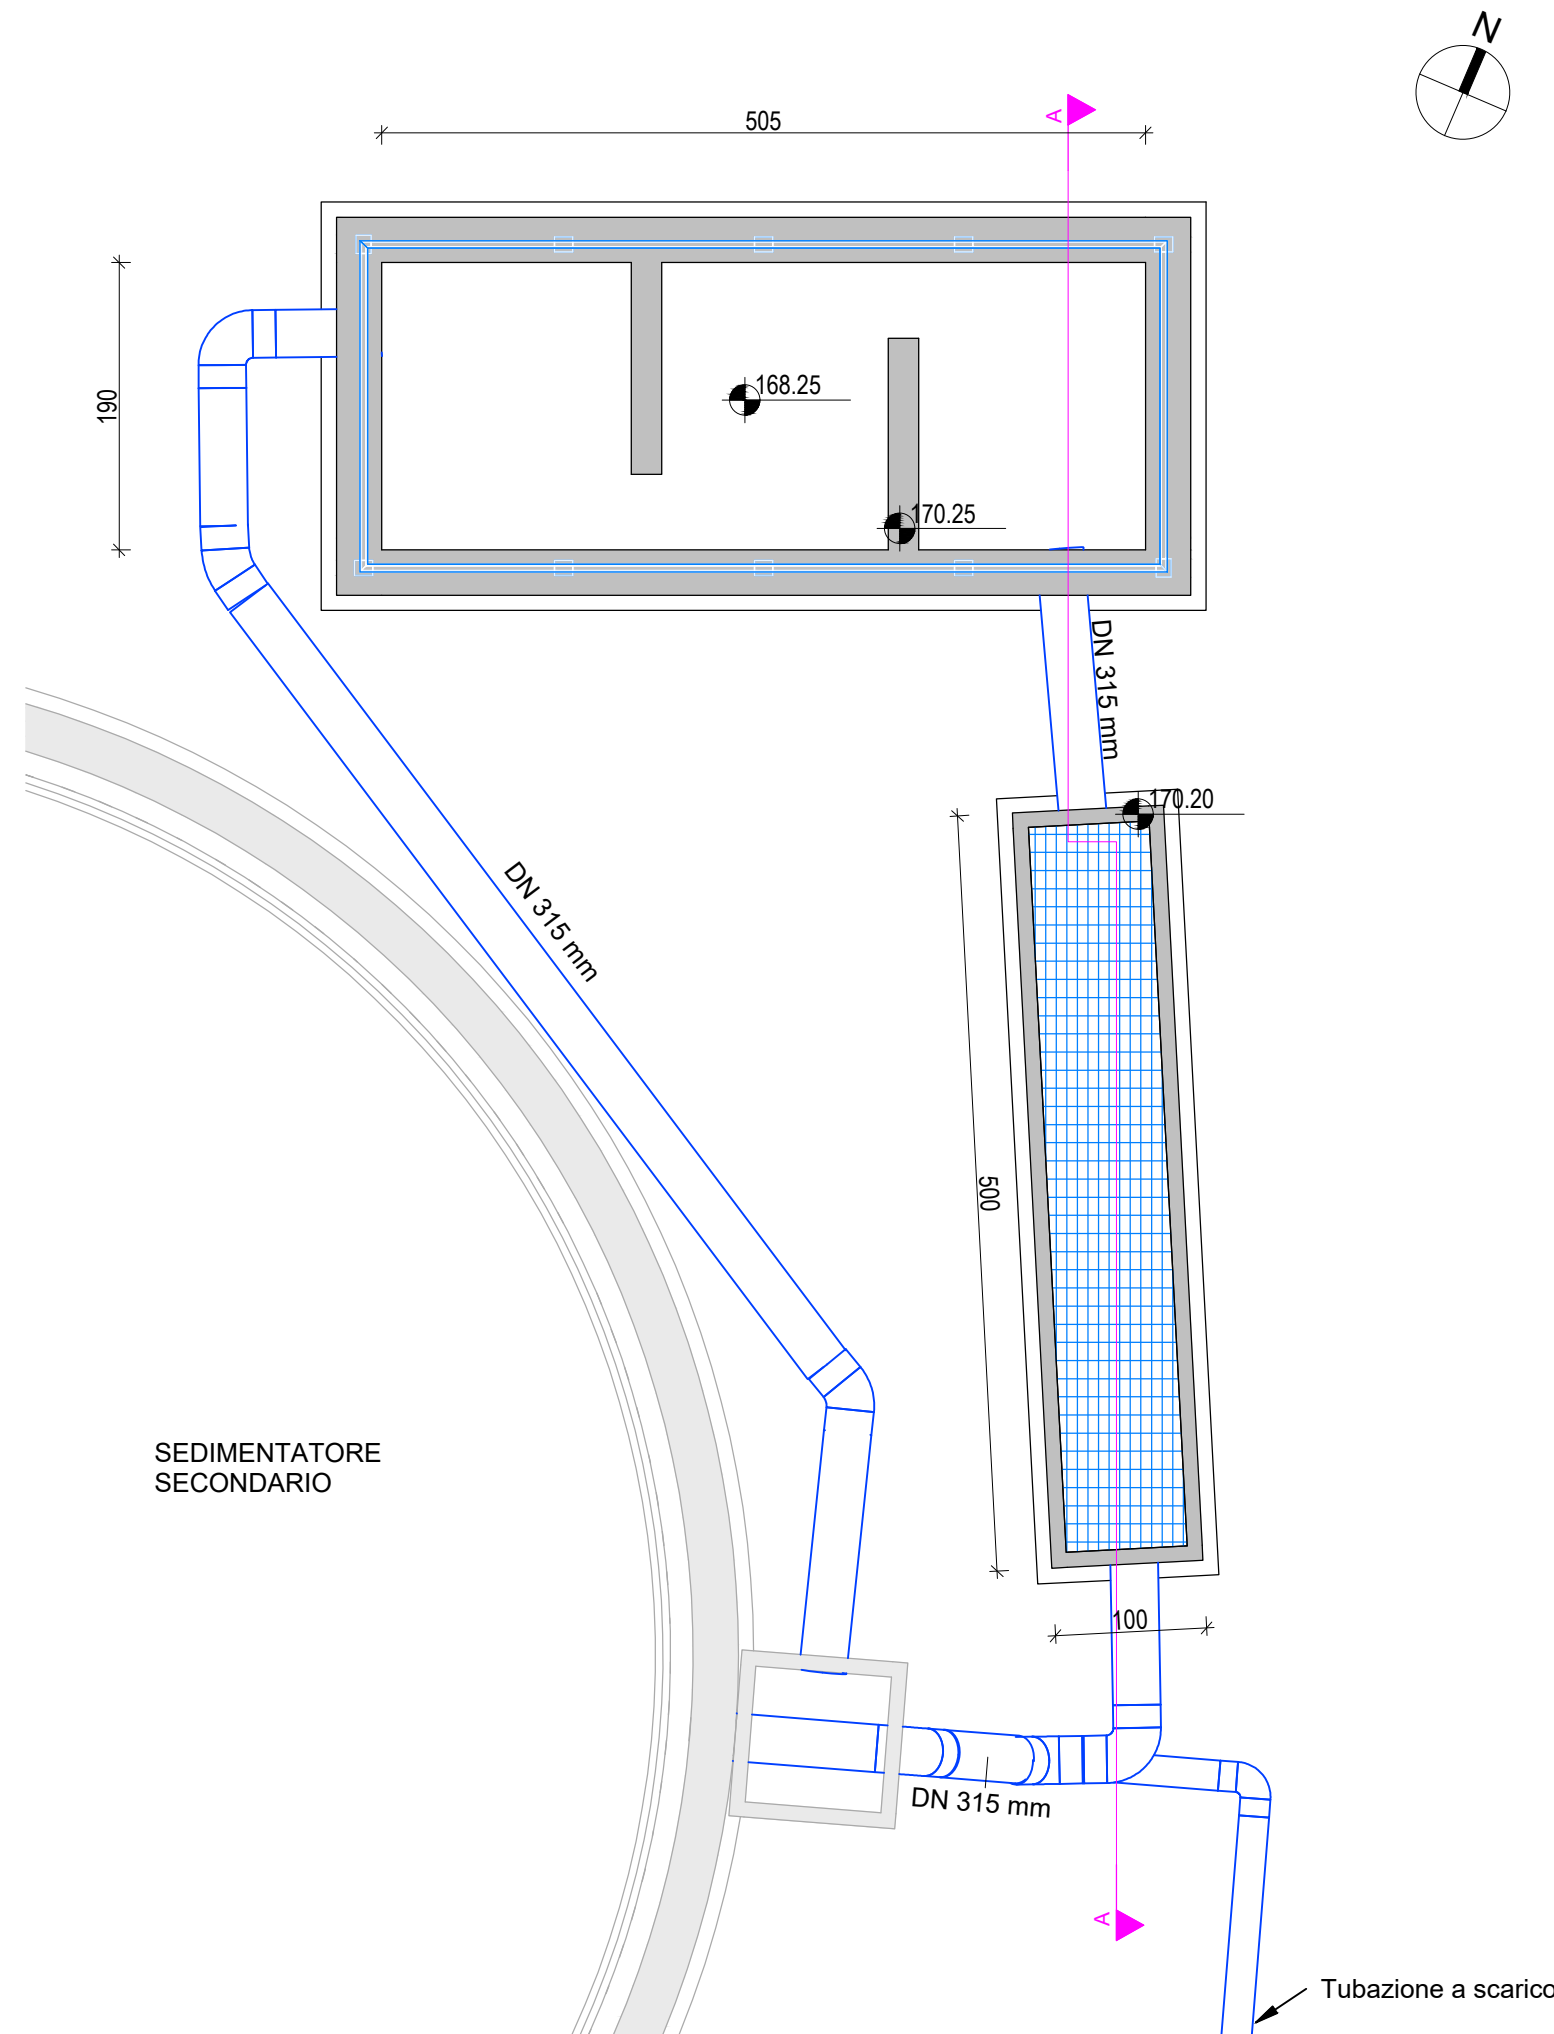 N
505
A
190
168.25
170.25
DN 315 mm
170.20
DN 315 mm
500
SEDIMENTATORE
SECONDARIO
100
DN 315 mm
A
Tubazione a scarico